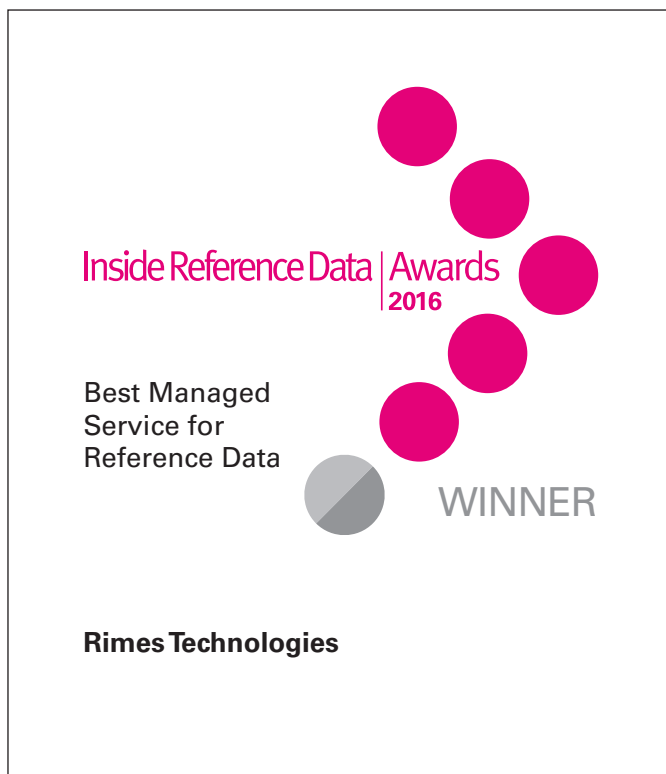 Inside Reference Data | Awards
2016
Best Managed
Service for
Reference Data
WINNER
Rimes Technologies